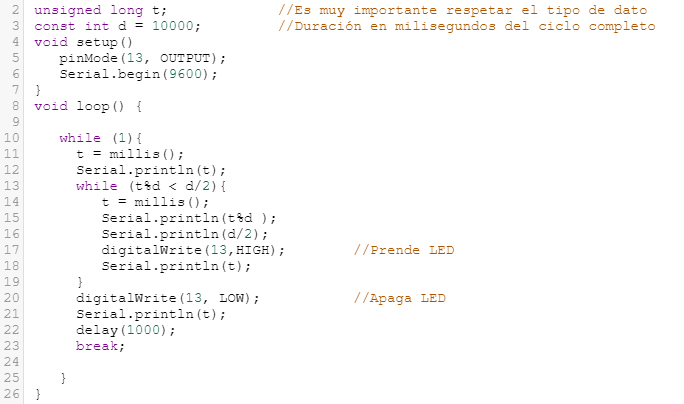 2 unsigned long t; //Es muy importante respetar el tipo de dato
3 const int d = 10000; //Duración en milisegundos del ciclo completo
4 void setup()
5 pinMode(13, OUTPUT);
6 Serial.begin(9600);
7 }
8 void loop() {
9
10 while (1){
11 t = millis();
12 Serial.println(t);
13 while (t%d < d/2){
14 t = millis();
15 Serial.println(t%d );
16 Serial.println(d/2);
17 digitalWrite(13,HIGH); //Prende LED
18 Serial.println(t);
19 }
20 digitalWrite(13, LOW); //Apaga LED
21 Serial.println(t);
22 delay(1000);
23 break;
24
25 }
26 }